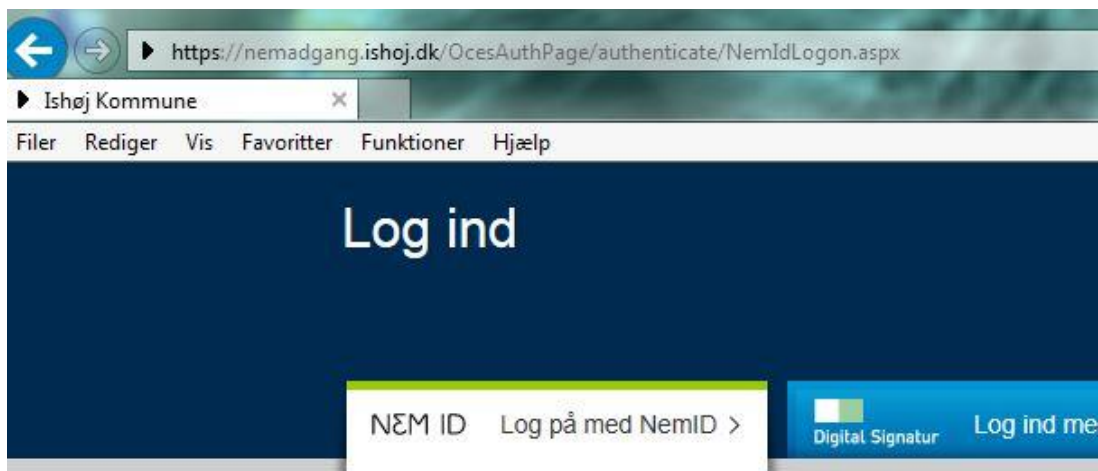 https://nemadgang.ishoj.dk/OcesAuthPage/authenticate/NemIdLogon.aspx
Ishøj Kommune
Filer Rediger Vis Favoritter Funktioner Hjælp
Log ind
NEM ID Log på med NemID >
Digital Signatur Log ind me